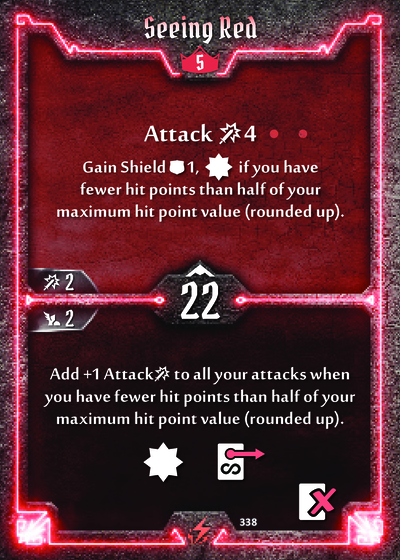 Seeing Red
5
Attack 4
Gain Shield 1, if you have
fewer hit points than half of your
maximum hit point value (rounded up).
2
22
2
Add +1 Attack to all your attacks when
you have fewer hit points than half of your
maximum hit point value (rounded up).
338